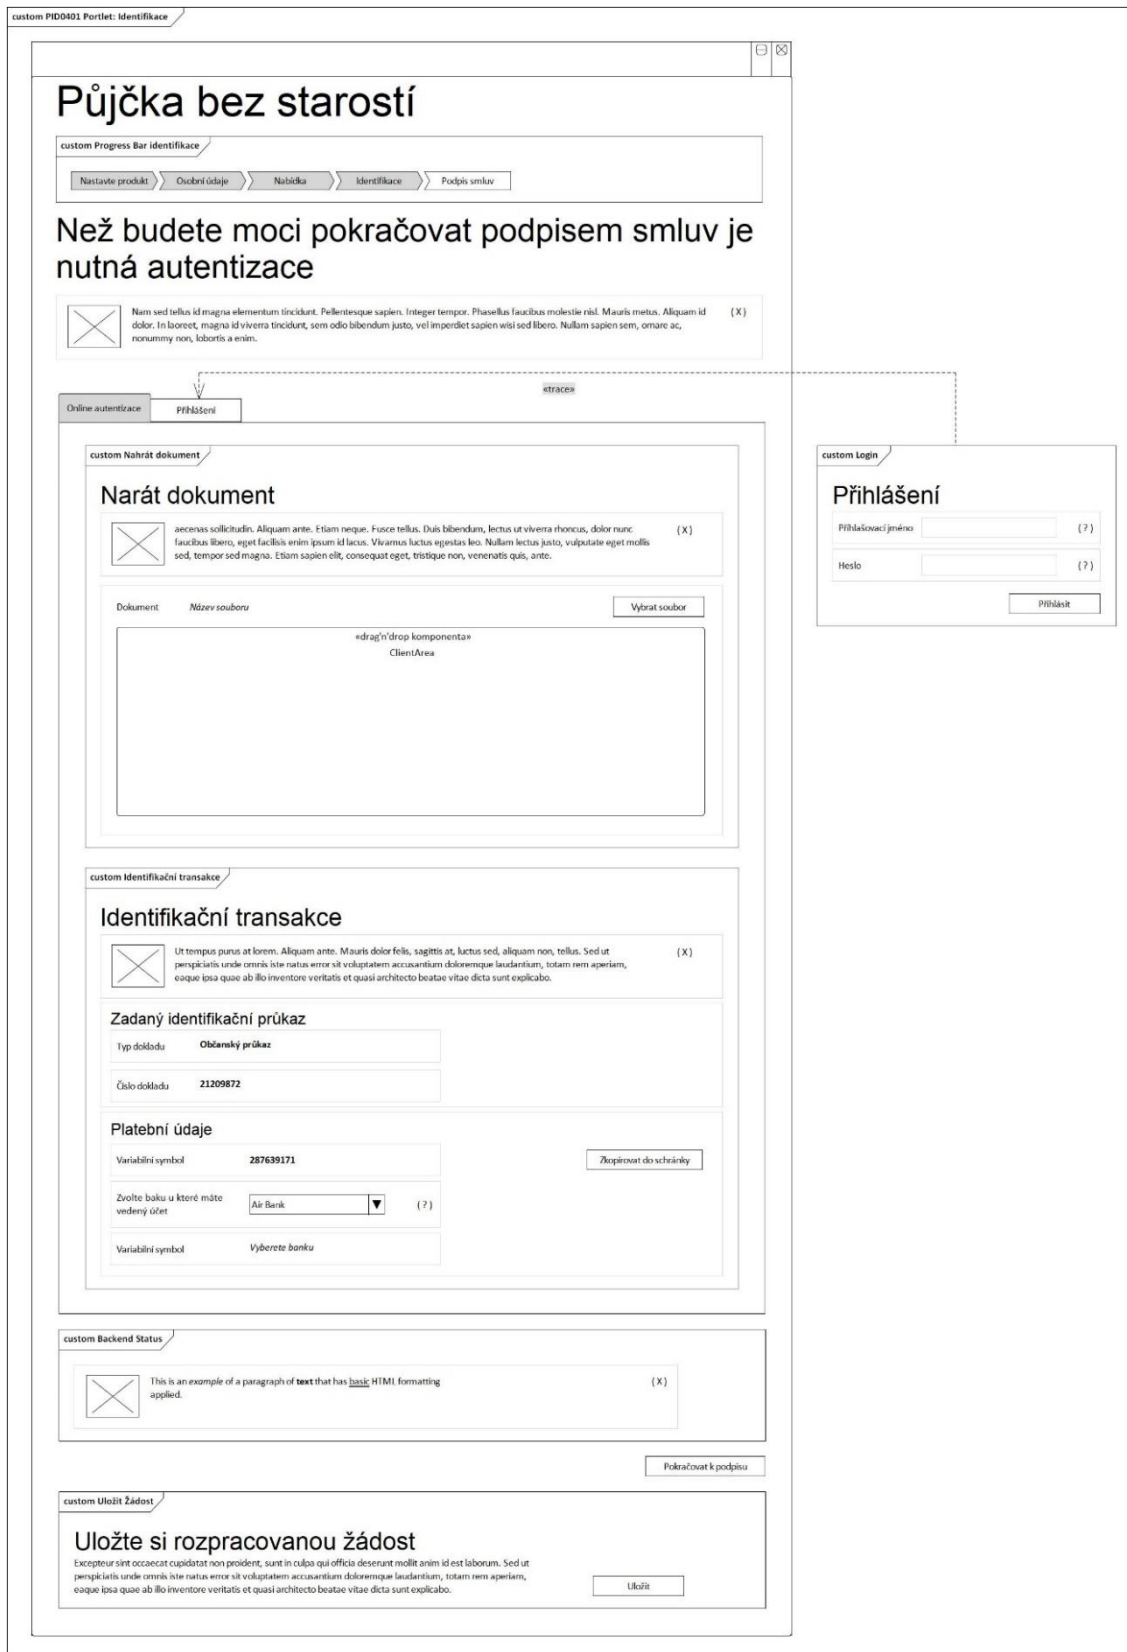 custom PID0401 Portlet: Identifikace
Půjčka bez starostí
custom Progress Bar identifikace
Nastavte produkt
Osobní údaje
Nabídka
Identifikace
Podpis smluv
Než budete moci pokračovat podpisem smluv je
nutná autentizace
Nam sed tellus id magna elementum tincidunt. Pellentesque sapien. Integer tempor. Phasellus faucibus molestie nisl. Mauris metus. Aliquam id
dolor. In laoreet, magna id viverra tincidunt, sem odio bibendum justo, vel imperdiet sapien wisi sed libero. Nullam sapien sem, ornare ac,
nonummy non, lobortis a enim.
(X)
«trace»
Online autentizace
Přihlášení
custom Nahrát dokument
Narát dokument
aecenas sollicitudin. Aliquam ante. Etiam neque. Fusce tellus. Duis bibendum, lectus ut viverra rhoncus, dolor nunc
faucibus libero, eget facilisis enim ipsum id lacus. Vivamus luctus egestas leo. Nullam lectus justo, vulputate eget mollis
sed, tempor sed magna. Etiam sapien elit, consequat eget, tristique non, venenatis quis, ante.
(X)
Dokument
Název souboru
Vybrat soubor
«drag'n'drop komponenta»
ClientArea
custom Login
Přihlášení
Přihlašovací jméno
(?)
Heslo
(?)
Přihlásit
custom Identifikační transakce
Identifikační transakce
Ut tempus purus at lorem. Aliquam ante. Mauris dolor felis, sagittis at, luctus sed, aliquam non, tellus. Sed ut
perspiciatis unde omnis iste natus error sit voluptatem accusantium doloremque laudantium, totam rem aperiam,
eaque ipsa quae ab illo inventore veritatis et quasi architecto beatae vitae dicta sunt explicabo.
(X)
Zadaný identifikační průkaz
Typ dokladu
Občanský průkaz
Číslo dokladu
21209872
Platební údaje
Variabilní symbol
287639171
Zkopírovat do schránky
Zvolte baku u které máte
vedený účet
Air Bank
(?)
Variabilní symbol
Vyberete banku
custom Backend Status
This is an example of a paragraph of text that has basic HTML formatting
applied.
(X)
Pokračovat k podpisu
custom Uložit Žádost
Uložte si rozpracovanou žádost
Excepteur sint occaecat cupidatat non proident, sunt in culpa qui officia deserunt mollit anim id est laborum. Sed ut
perspiciatis unde omnis iste natus error sit voluptatem accusantium doloremque laudantium, totam rem aperiam,
eaque ipsa quae ab illo inventore veritatis et quasi architecto beatae vitae dicta sunt explicabo.
Uložit